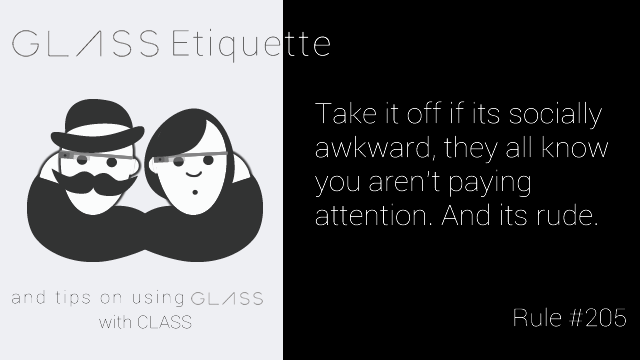 GLASS Etiquette
Take it off if its socially
awkward, they all know
you aren't paying
attention. And its rude.
and tips on using GLASS
with CLASS
Rule #205